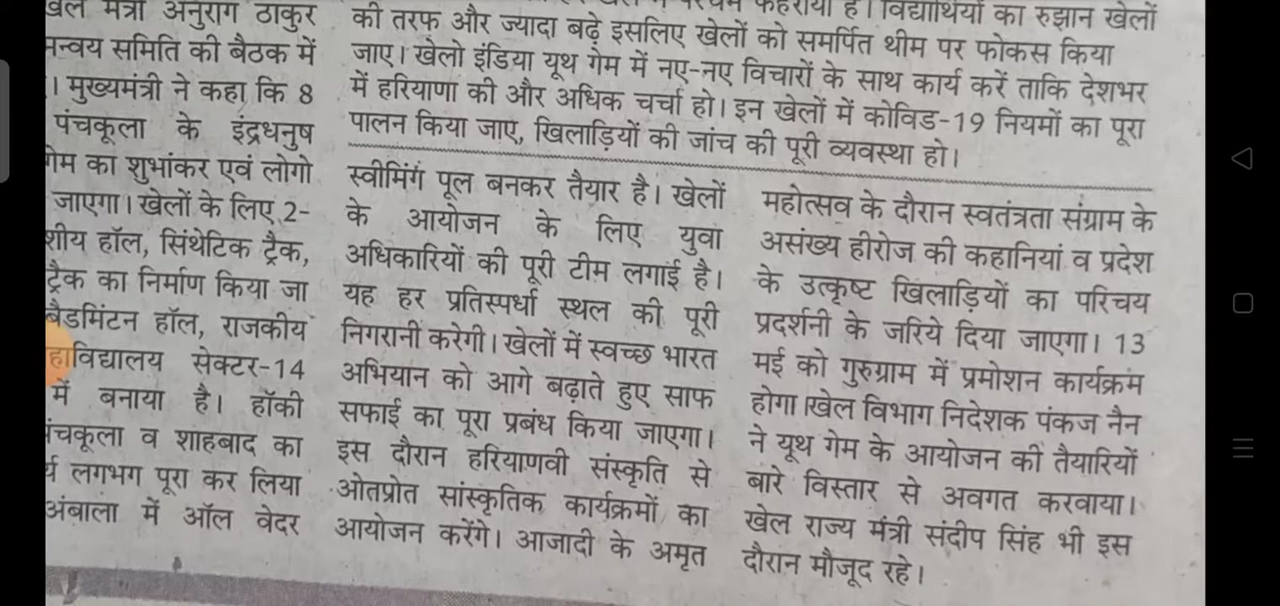 मंत्री अनुराग ठाकुर
समिति की बैठक में
। मुख्यमंत्री ने कहा कि 8
पंचकूला के इंद्रधनुष
गेम का शुभांकर एवं लोगो
जाएगा। खेलों के लिए 2-
हॉल, सिंथेटिक ट्रैक,
ट्रैक का निर्माण किया जा
बैडमिंटन हॉल, राजकीय
सेक्टर-14
में बनाया है। हॉकी
व शाहबाद का
लगभग पूरा कर लिया
अंबाला में ऑल वेदर
फहराया है। विद्यार्थियों का रुझान खेलों
की तरफ और ज्यादा बढ़े इसलिए खेलों को समर्पित थीम पर फोकस किया
जाए। खेलो इंडिया यूथ गेम में नए-नए विचारों के साथ कार्य करें ताकि देशभर
में हरियाणा की और अधिक चर्चा हो। इन खेलों में कोविड-19 नियमों का पूरा
पालन किया जाए, खिलाड़ियों की जांच की पूरी व्यवस्था हो।
स्वीमिंग पूल बनकर तैयार है। खेलों
के आयोजन के लिए युवा
अधिकारियों की पूरी टीम लगाई है।
यह हर प्रतिस्पर्धा स्थल की पूरी
निगरानी करेगी। खेलों में स्वच्छ भारत
अभियान को आगे बढ़ाते हुए साफ
सफाई का पूरा प्रबंध किया जाएगा।
इस दौरान हरियाणवी संस्कृति से
ओतप्रोत सांस्कृतिक कार्यक्रमों का
आयोजन करेंगे। आजादी के अमृत
महोत्सव के दौरान स्वतंत्रता संग्राम के
असंख्य हीरोज की कहानियां व प्रदेश
के उत्कृष्ट खिलाड़ियों का परिचय
प्रदर्शनी के जरिये दिया जाएगा। 13
मई को गुरुग्राम में प्रमोशन कार्यक्रम
होगा।खेल विभाग निदेशक पंकज नैन
ने यूथ गेम के आयोजन की तैयारियों
बारे विस्तार से अवगत करवाया।
खेल राज्य मंत्री संदीप सिंह भी इस
दौरान मौजूद रहे।